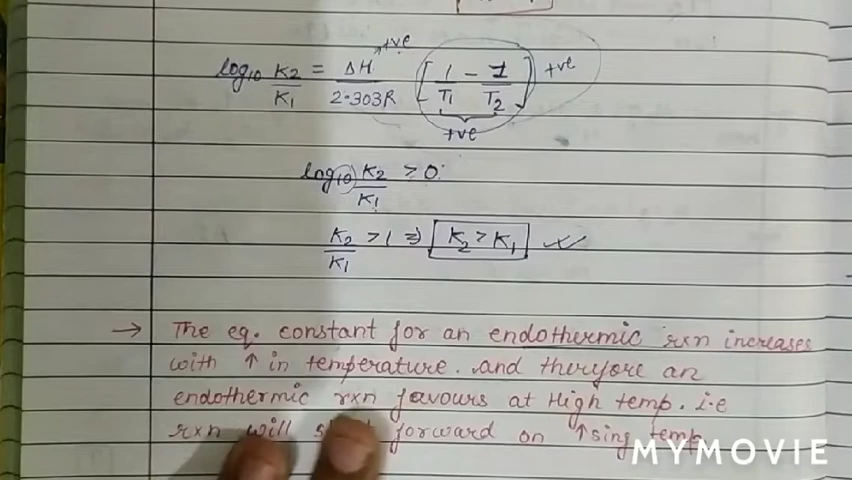 +ve
log₁₀ K₂/K₁ = ΔH/2.303R [1/T₁ - 1/T₂] +ve
+ve
log₁₀ K₂/K₁ > 0
K₂/K₁ > 1 ⇒ K₂ > K₁
→ The eq. constant for an endothermic rxn increases
with ↑ in temperature. and therefore an
endothermic rxn favours at High temp. i.e
rxn will forward on ↑sing temp
MYMOVIE